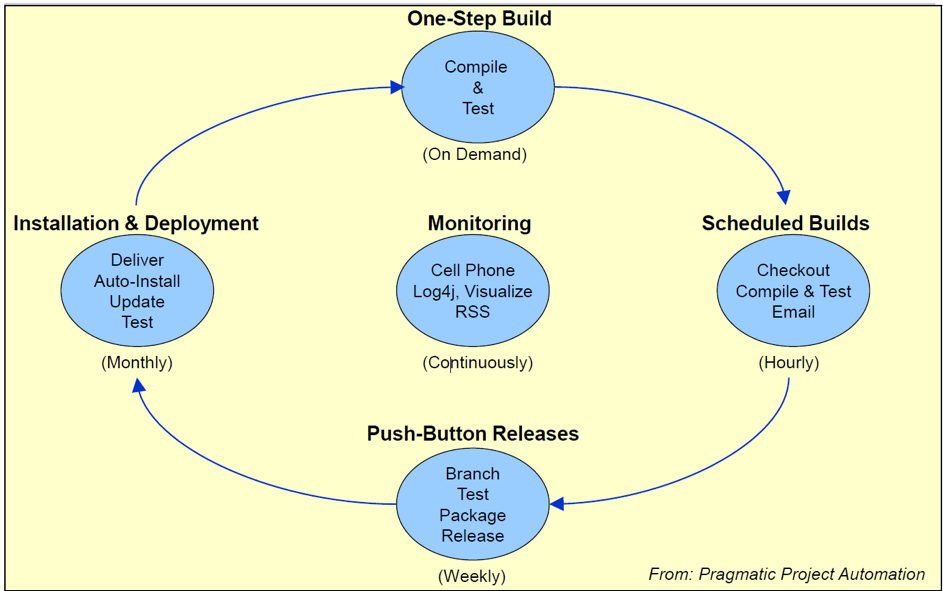 One-Step Build
Compile
&
Test
(On Demand)
Installation & Deployment
Deliver
Auto-Install
Update
Test
(Monthly)
Monitoring
Cell Phone
Log4j, Visualize
RSS
(Continuously)
Scheduled Builds
Checkout
Compile & Test
Email
(Hourly)
Push-Button Releases
Branch
Test
Package
Release
(Weekly)
From: Pragmatic Project Automation